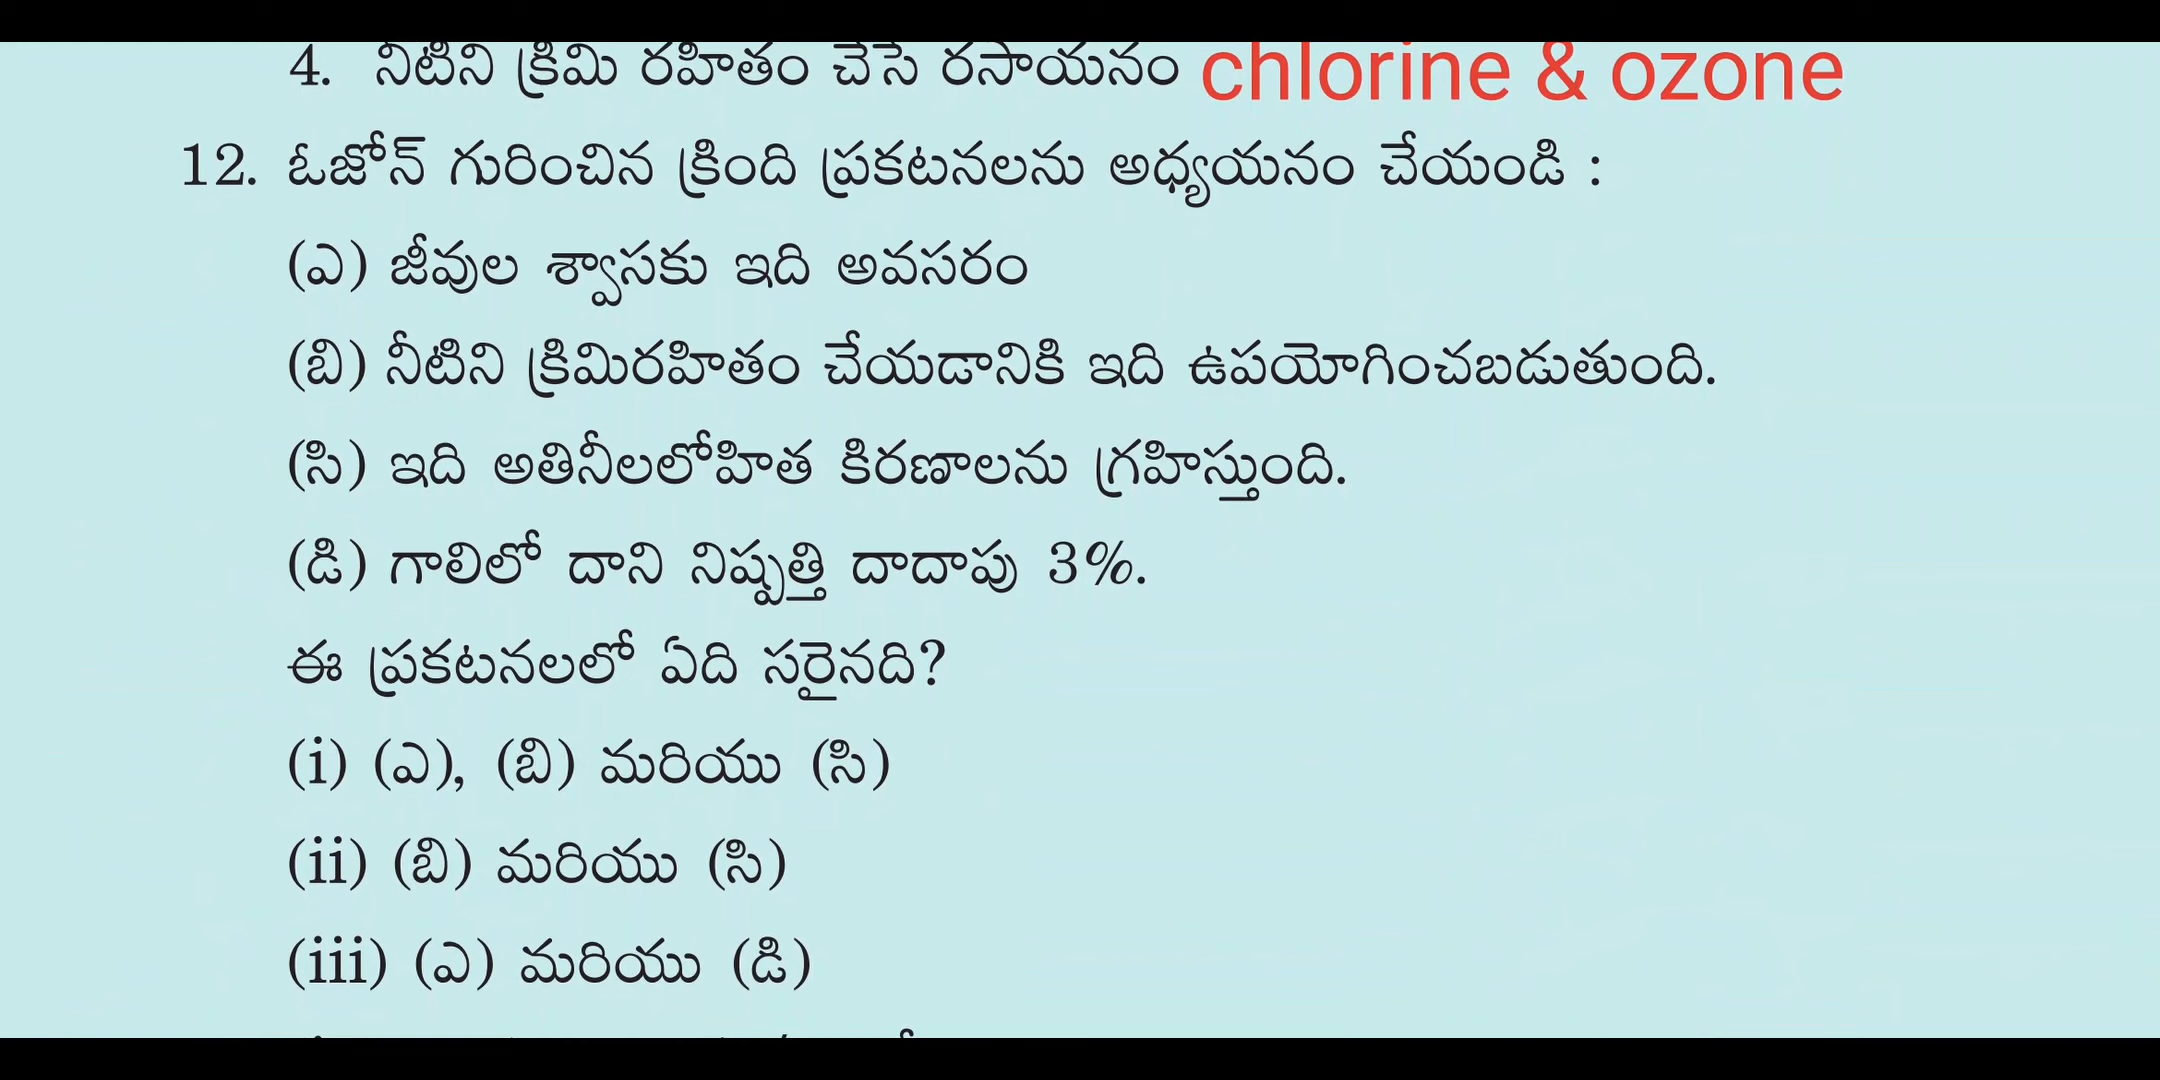 4. నీటిని క్రిమి రహితం చేసే రసాయనం chlorine & ozone
12. ఓజోన్ గురించిన క్రింది ప్రకటనలను అధ్యయనం చేయండి :
(ఎ) జీవుల శ్వాసకు ఇది అవసరం
(బి) నీటిని క్రిమిరహితం చేయడానికి ఇది ఉపయోగించబడుతుంది.
(సి) ఇది అతినీలలోహిత కిరణాలను గ్రహిస్తుంది.
(డి) గాలిలో దాని నిష్పత్తి దాదాపు 3%.
ఈ ప్రకటనలలో ఏది సరైనది?
(i) (ఎ), (బి) మరియు (సి)
(ii) (బి) మరియు (సి)
(iii) (ఎ) మరియు (డి)